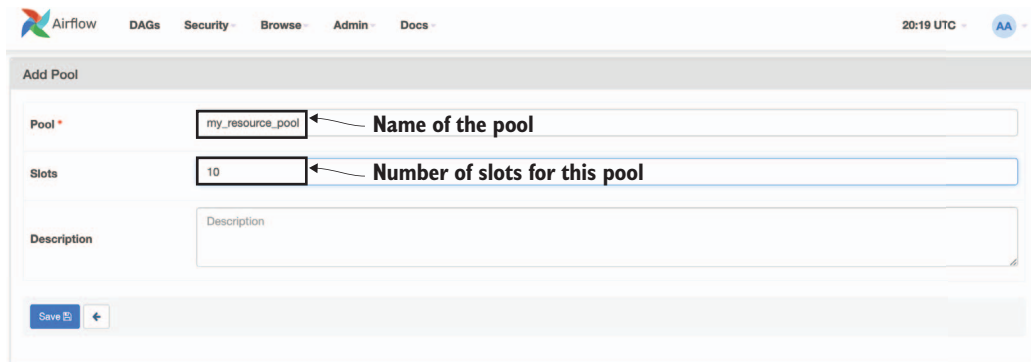 Airflow DAGs Security Browse Admin Docs 20:19 UTC AA
Add Pool
Pool * my_resource_pool Name of the pool
Slots 10 Number of slots for this pool
Description Description
Save